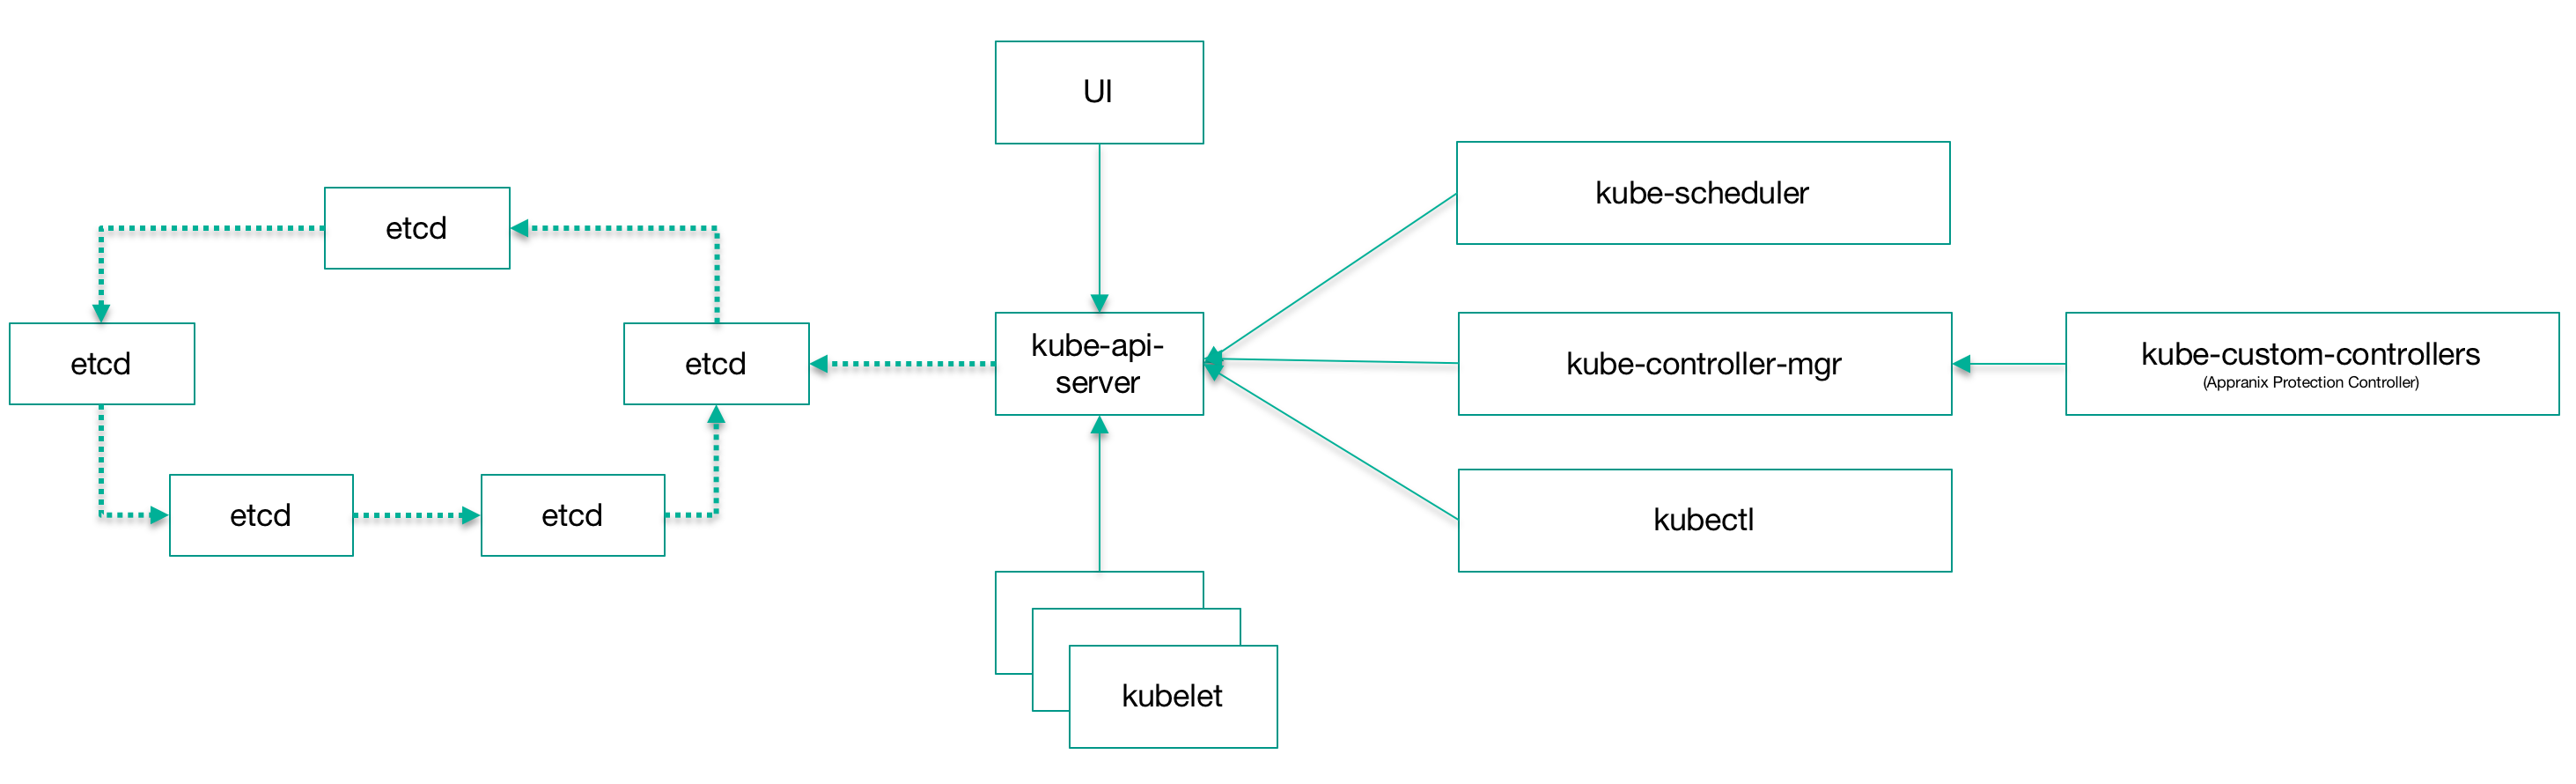 UI
kube-scheduler
etcd
etcd
etcd
kube-api-
server
kube-controller-mgr
kube-custom-controllers
(Appranix Protection Controller)
etcd
etcd
kubectl
kubelet